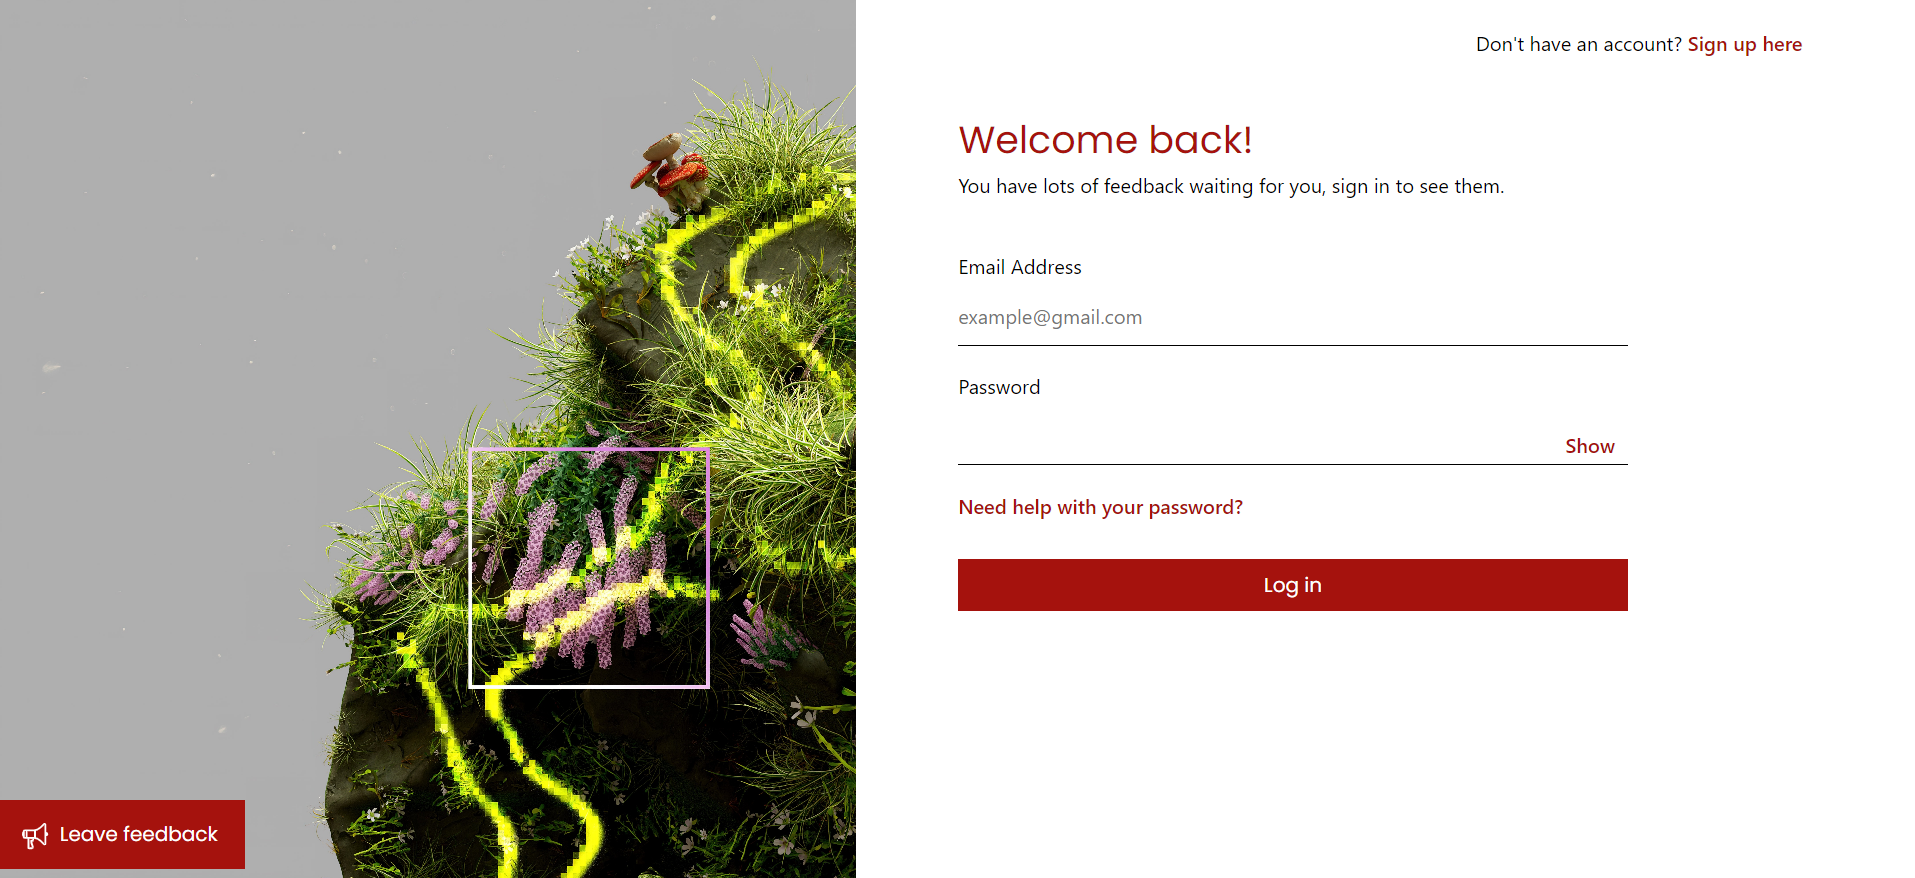 Don't have an account? Sign up here
Welcome back!
You have lots of feedback waiting for you, sign in to see them.
Email Address
example@gmail.com
Password
Show
Need help with your password?
Log in
Leave feedback